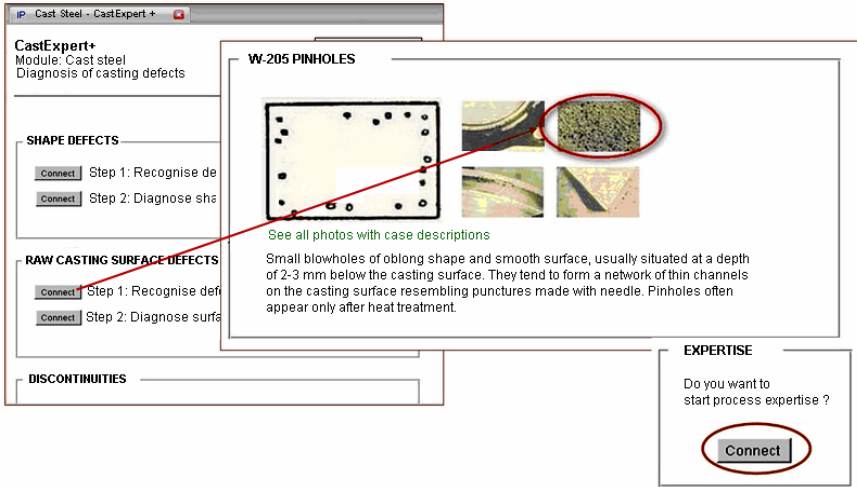 IP Cast Steel - CastExpert +
CastExpert+
Module: Cast steel
Diagnosis of casting defects
SHAPE DEFECTS
Connect Step 1: Recognise de
Connect Step 2: Diagnose sha
RAW CASTING SURFACE DEFECTS
Connect Step 1: Recognise defe
Connect Step 2: Diagnose surfa
DISCONTINUITIES
W-205 PINHOLES
See all photos with case descriptions
Small blowholes of oblong shape and smooth surface, usually situated at a depth
of 2-3 mm below the casting surface. They tend to form a network of thin channels
on the casting surface resembling punctures made with needle. Pinholes often
appear only after heat treatment.
EXPERTISE
Do you want to
start process expertise ?
Connect